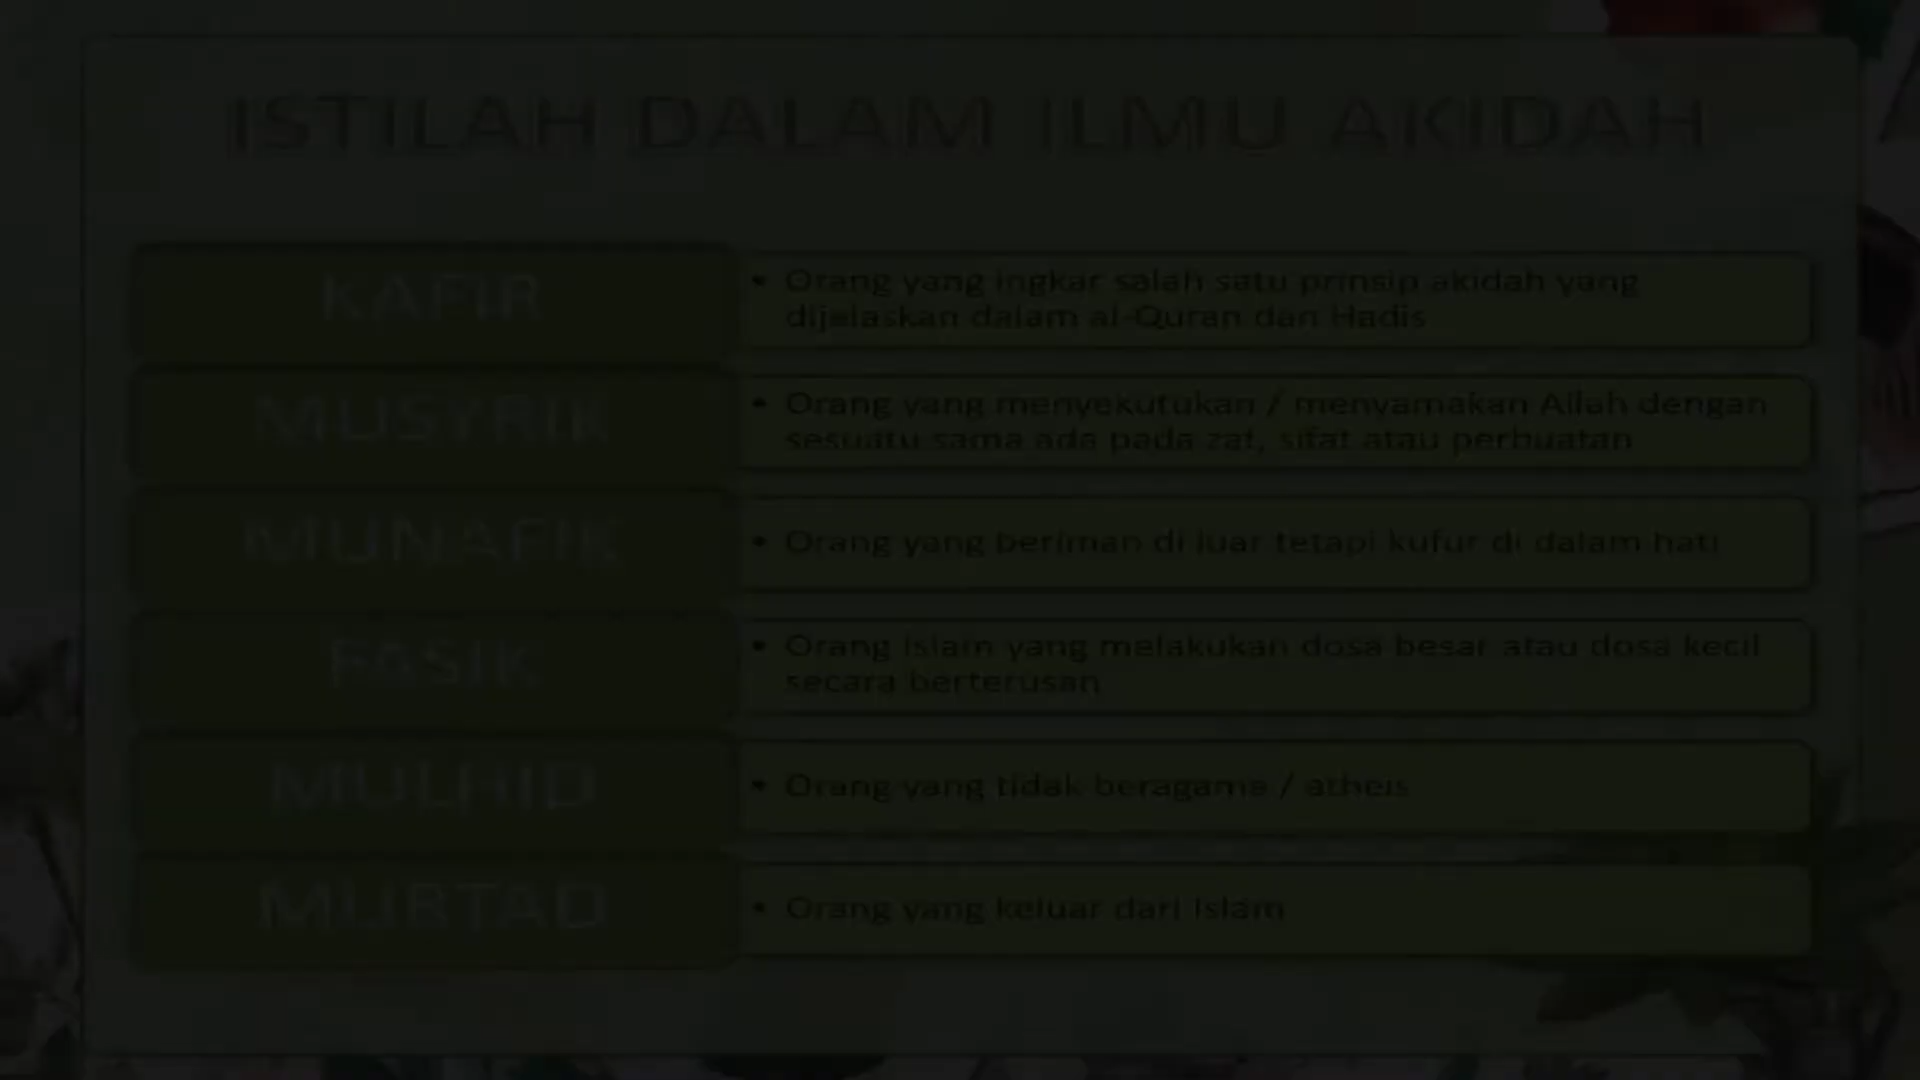 ISTILAH DALAM ILMU AKIDAH
KAFIR
• Orang yang ingkar salah satu prinsip akidah yang
dijelaskan dalam al-Quran dan Hadis
MUSYRIK
• Orang yang menyekutukan / menyamakan Allah dengan
sesuatu sama ada pada zat, sifat atau perbuatan
MUNAFIK
• Orang yang beriman di luar tetapi kufur di dalam hati
FASIK
• Orang Islam yang melakukan dosa besar atau dosa kecil
secara berterusan
MULHID
• Orang yang tidak beragama / atheis
MURTAD
• Orang yang keluar dari Islam